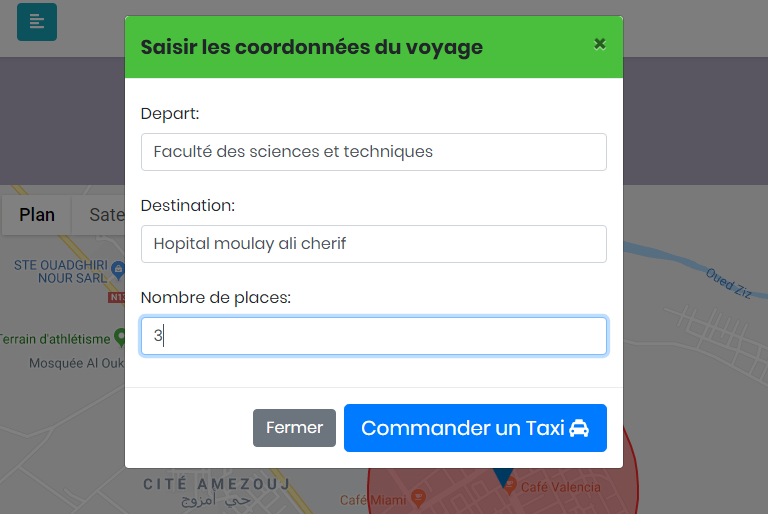 Saisir les coordonnées du voyage ×
Depart:
Faculté des sciences et techniques
Destination:
Hopital moulay ali cherif
Nombre de places:
3
Fermer Commander un Taxi
Plan Sate
STE OUADGHIRI
NOUR SARL
N13
Terrain d'athlétisme
Mosquée Al Ouk
Oued Ziz
CITÉ AMEZOUJ
حي امزوج
Café Miami
Café Valencia